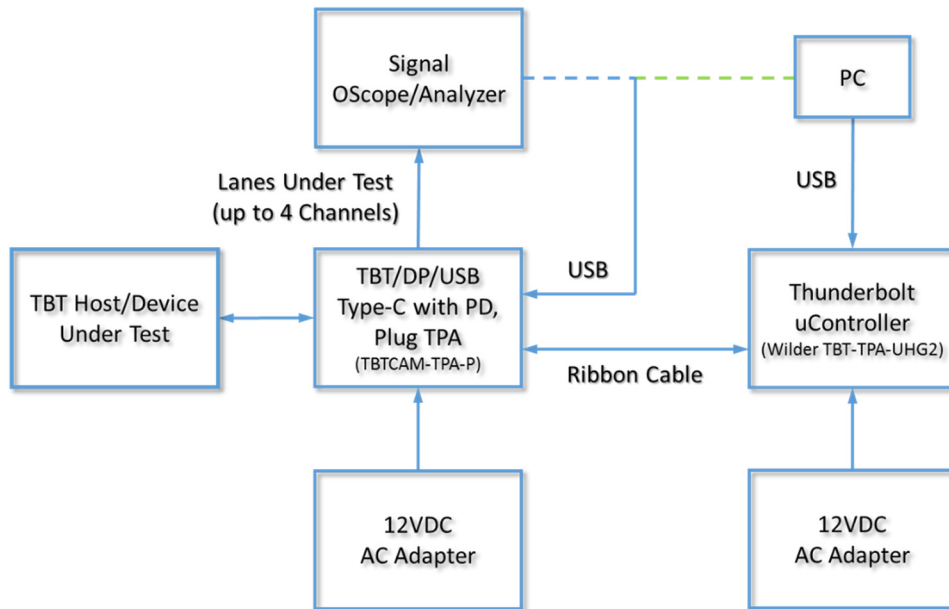 Signal
OScope/Analyzer
PC
Lanes Under Test
(up to 4 Channels)
USB
TBT Host/Device
Under Test
TBT/DP/USB
Type-C with PD,
Plug TPA
(TBTCAM-TPA-P)
USB
Thunderbolt
uController
(Wilder TBT-TPA-UHG2)
Ribbon Cable
12VDC
AC Adapter
12VDC
AC Adapter